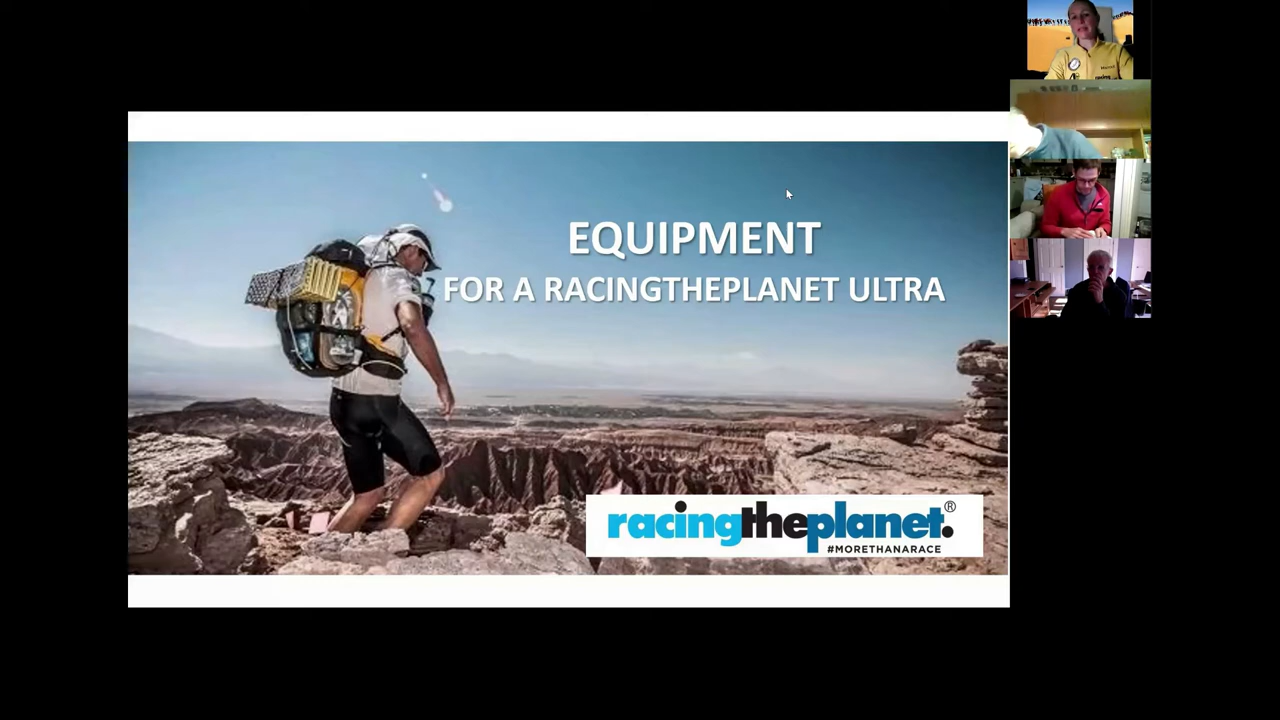 EQUIPMENT
FOR A RACINGTHEPLANET ULTRA
racingtheplanet.®
#MORETHANARACE